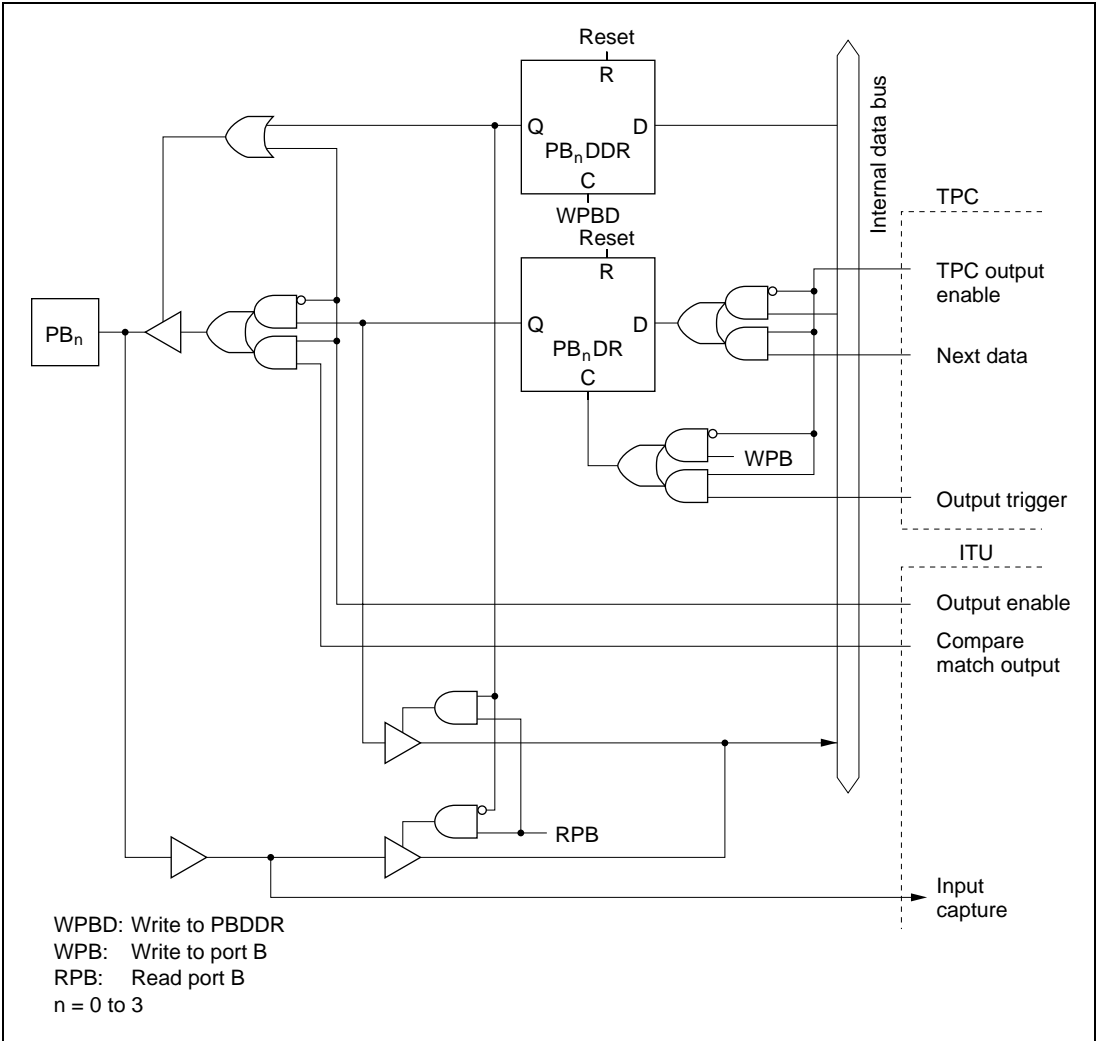 Reset
R
Q D
PBnDDR
C
WPBD
Internal data bus
TPC
Reset
R
TPC output
enable
PBn
Q D
PBnDR
C
Next data
WPB
Output trigger
ITU
Output enable
Compare
match output
RPB
Input
capture
WPBD: Write to PBDDR
WPB: Write to port B
RPB: Read port B
n = 0 to 3